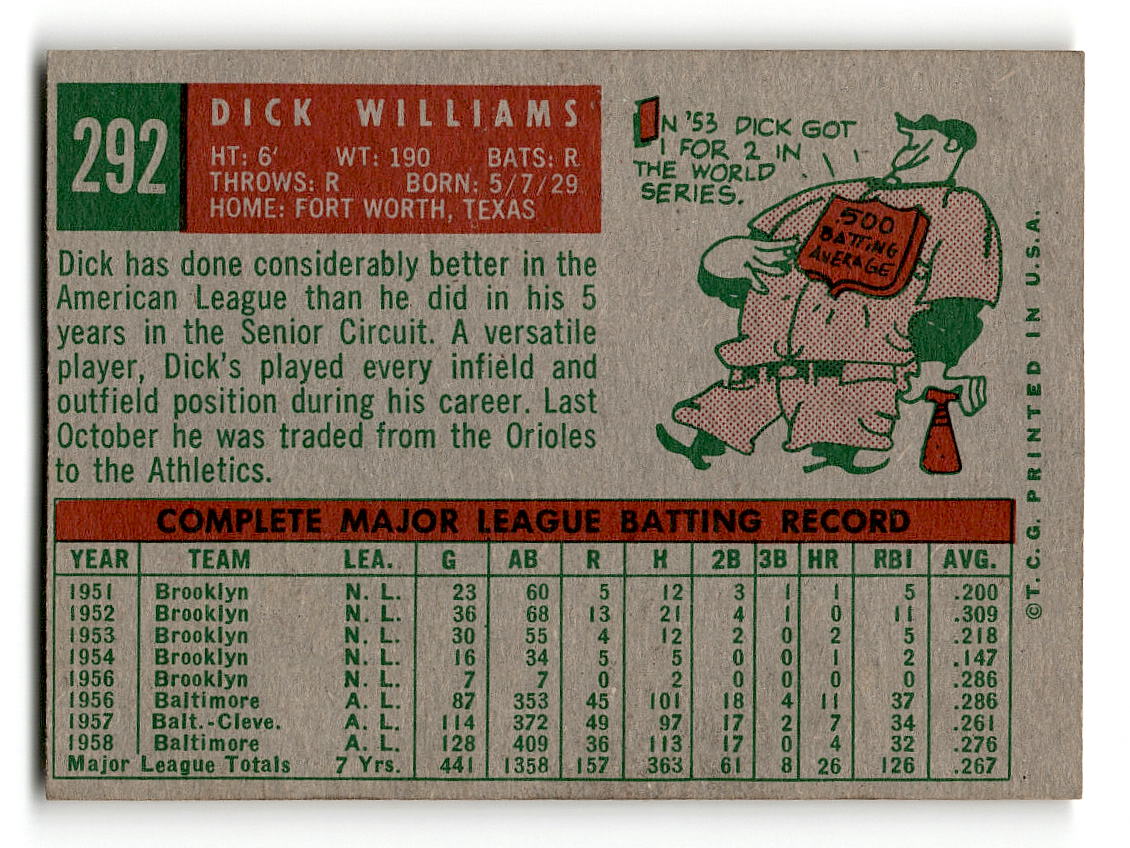 292
DICK WILLIAMS
HT: 6' WT: 190 BATS: R
THROWS: R BORN: 5/7/29
HOME: FORT WORTH, TEXAS
Dick has done considerably better in the
American League than he did in his 5
years in the Senior Circuit. A versatile
player, Dick's played every infield and
outfield position during his career. Last
October he was traded from the Orioles
to the Athletics.
IN '53 DICK GOT
1 FOR 2 IN
THE WORLD
SERIES.
.500
BATTING
AVERAGE
COMPLETE MAJOR LEAGUE BATTING RECORD
YEAR TEAM LEA. G AB R H 2B 3B HR RBI AVG.
1951 Brooklyn N. L. 23 60 5 12 3 1 1 5 .200
1952 Brooklyn N. L. 36 68 13 21 4 1 0 11 .309
1953 Brooklyn N. L. 30 55 4 12 2 0 2 5 .218
1954 Brooklyn N. L. 16 34 5 5 0 0 1 2 .147
1956 Brooklyn N. L. 7 7 0 2 0 0 0 0 .286
1956 Baltimore A. L. 87 353 45 101 18 4 11 37 .286
1957 Balt.-Cleve. A. L. 114 372 49 97 17 2 7 34 .261
1958 Baltimore A. L. 128 409 36 113 17 0 4 32 .276
Major League Totals 7 Yrs. 441 1358 157 363 61 8 26 126 .267
© T. C. G. PRINTED IN U.S.A.